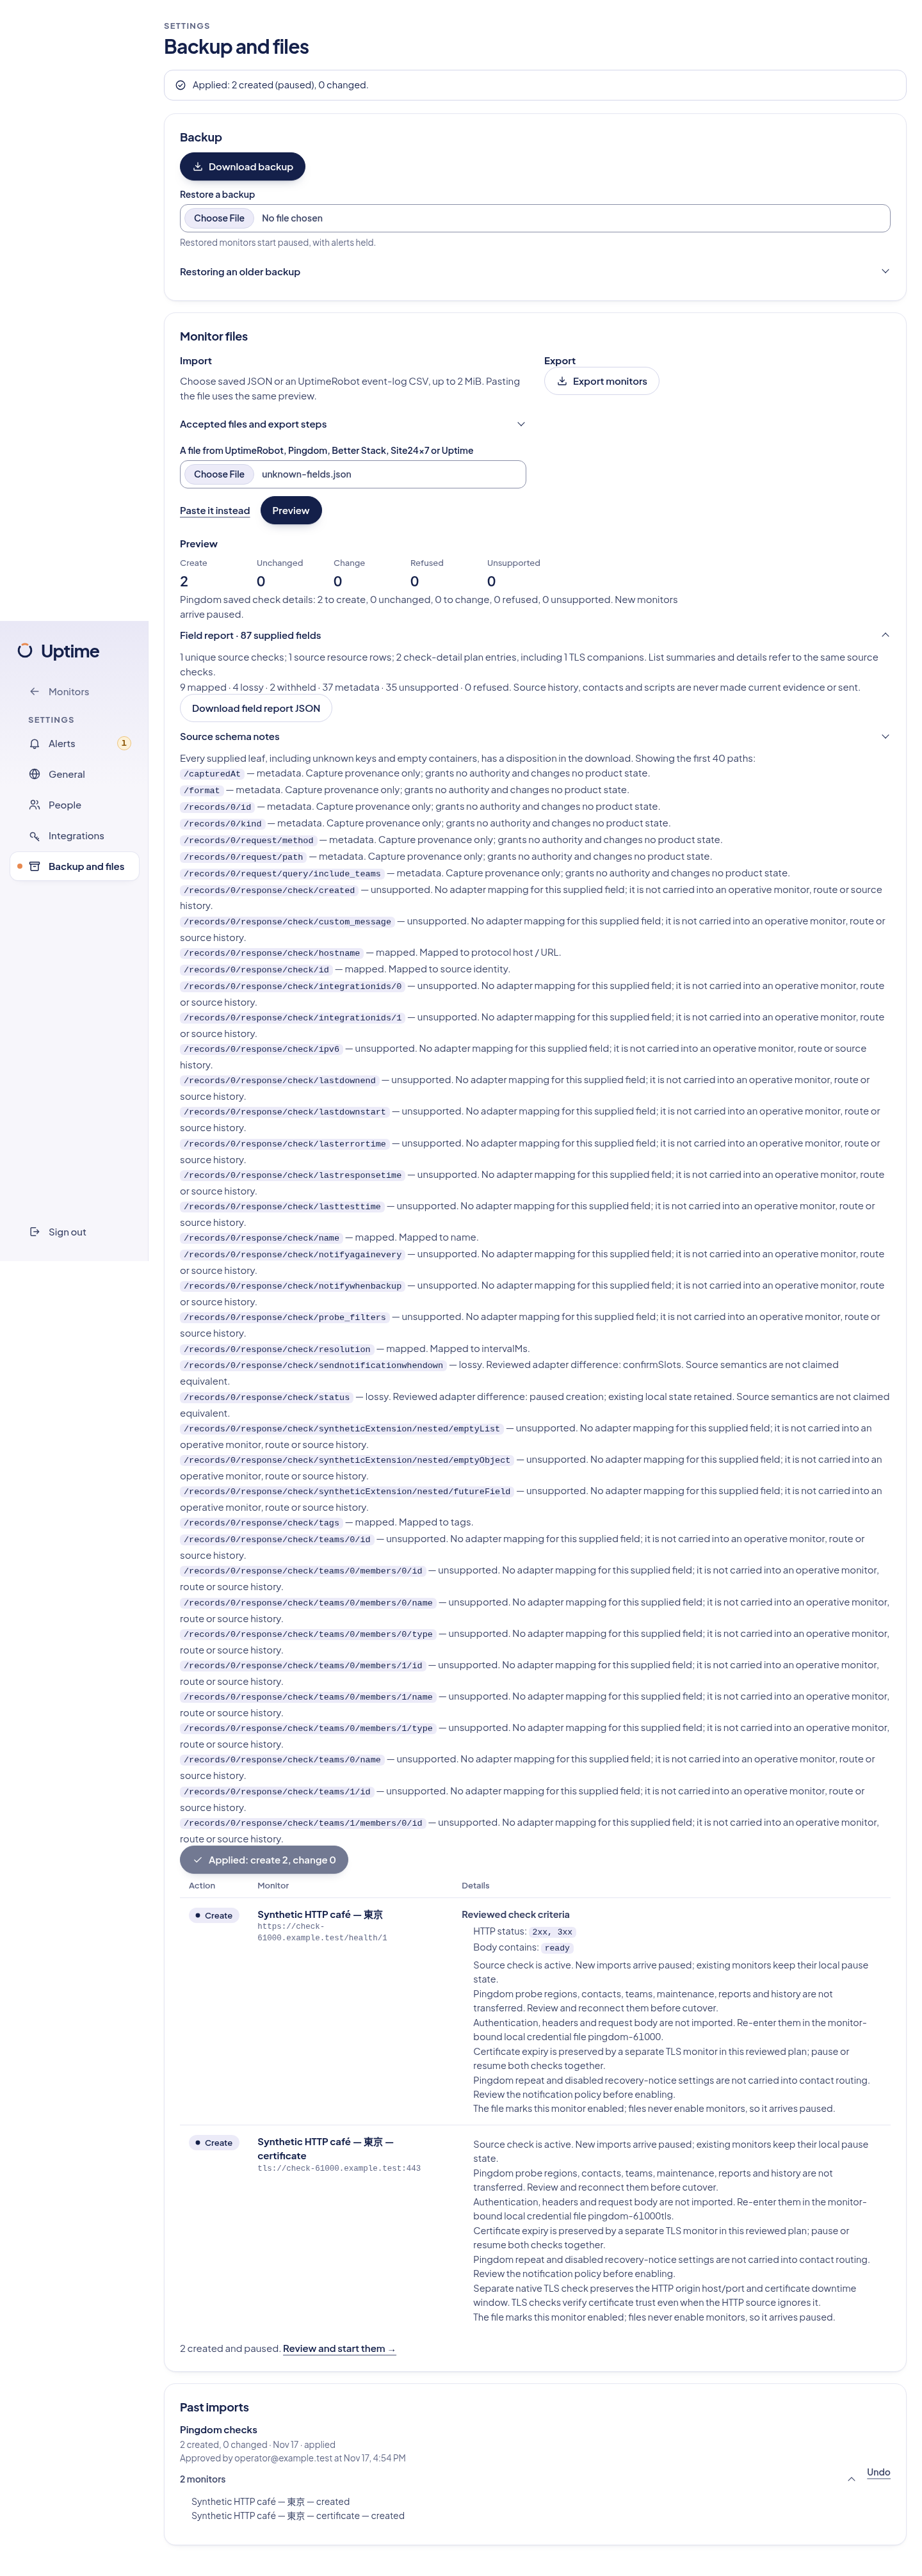 SETTINGS
Backup and files
Applied: 2 created (paused), 0 changed.
Backup
Download backup
Restore a backup
Choose File No file chosen
Restored monitors start paused, with alerts held.
Restoring an older backup
Monitor files
Import
Choose saved JSON or an UptimeRobot event-log CSV, up to 2 MiB. Pasting
the file uses the same preview.
Export
Export monitors
Accepted files and export steps
A file from UptimeRobot, Pingdom, Better Stack, Site24x7 or Uptime
Choose File unknown-fields.json
Paste it instead Preview
Preview
Create Unchanged Change Refused Unsupported
2 0 0 0 0
Pingdom saved check details: 2 to create, 0 unchanged, 0 to change, 0 refused, 0 unsupported. New monitors
arrive paused.
Uptime
Monitors
SETTINGS
Alerts 1
General
People
Integrations
Backup and files
Sign out
Field report · 87 supplied fields
1 unique source checks; 1 source resource rows; 2 check-detail plan entries, including 1 TLS companions. List summaries and details refer to the same source
checks.
9 mapped · 4 lossy · 2 withheld · 37 metadata · 35 unsupported · 0 refused. Source history, contacts and scripts are never made current evidence or sent.
Download field report JSON
Source schema notes
Every supplied leaf, including unknown keys and empty containers, has a disposition in the download. Showing the first 40 paths:
/capturedAt — metadata. Capture provenance only; grants no authority and changes no product state.
/format — metadata. Capture provenance only; grants no authority and changes no product state.
/records/0/id — metadata. Capture provenance only; grants no authority and changes no product state.
/records/0/kind — metadata. Capture provenance only; grants no authority and changes no product state.
/records/0/request/method — metadata. Capture provenance only; grants no authority and changes no product state.
/records/0/request/path — metadata. Capture provenance only; grants no authority and changes no product state.
/records/0/request/query/include_teams — metadata. Capture provenance only; grants no authority and changes no product state.
/records/0/response/check/created — unsupported. No adapter mapping for this supplied field; it is not carried into an operative monitor, route or source
history.
/records/0/response/check/custom_message — unsupported. No adapter mapping for this supplied field; it is not carried into an operative monitor, route or
source history.
/records/0/response/check/hostname — mapped. Mapped to protocol host / URL.
/records/0/response/check/id — mapped. Mapped to source identity.
/records/0/response/check/integrationids/0 — unsupported. No adapter mapping for this supplied field; it is not carried into an operative monitor, route
or source history.
/records/0/response/check/integrationids/1 — unsupported. No adapter mapping for this supplied field; it is not carried into an operative monitor, route
or source history.
/records/0/response/check/ipv6 — unsupported. No adapter mapping for this supplied field; it is not carried into an operative monitor, route or source
history.
/records/0/response/check/lastdownend — unsupported. No adapter mapping for this supplied field; it is not carried into an operative monitor, route or
source history.
/records/0/response/check/lastdownstart — unsupported. No adapter mapping for this supplied field; it is not carried into an operative monitor, route or
source history.
/records/0/response/check/lasterrortime — unsupported. No adapter mapping for this supplied field; it is not carried into an operative monitor, route or
source history.
/records/0/response/check/lastresponsetime — unsupported. No adapter mapping for this supplied field; it is not carried into an operative monitor, route
or source history.
/records/0/response/check/lasttesttime — unsupported. No adapter mapping for this supplied field; it is not carried into an operative monitor, route or
source history.
/records/0/response/check/name — mapped. Mapped to name.
/records/0/response/check/notifyagainevery — unsupported. No adapter mapping for this supplied field; it is not carried into an operative monitor, route
or source history.
/records/0/response/check/notifywhenbackup — unsupported. No adapter mapping for this supplied field; it is not carried into an operative monitor, route
or source history.
/records/0/response/check/probe_filters — unsupported. No adapter mapping for this supplied field; it is not carried into an operative monitor, route or
source history.
/records/0/response/check/resolution — mapped. Mapped to intervalMs.
/records/0/response/check/sendnotificationwhendown — lossy. Reviewed adapter difference: confirmSlots. Source semantics are not claimed
equivalent.
/records/0/response/check/status — lossy. Reviewed adapter difference: paused creation; existing local state retained. Source semantics are not claimed
equivalent.
/records/0/response/check/syntheticExtension/nested/emptyList — unsupported. No adapter mapping for this supplied field; it is not carried into an
operative monitor, route or source history.
/records/0/response/check/syntheticExtension/nested/emptyObject — unsupported. No adapter mapping for this supplied field; it is not carried into an
operative monitor, route or source history.
/records/0/response/check/syntheticExtension/nested/futureField — unsupported. No adapter mapping for this supplied field; it is not carried into an
operative monitor, route or source history.
/records/0/response/check/tags — mapped. Mapped to tags.
/records/0/response/check/teams/0/id — unsupported. No adapter mapping for this supplied field; it is not carried into an operative monitor, route or
source history.
/records/0/response/check/teams/0/members/0/id — unsupported. No adapter mapping for this supplied field; it is not carried into an operative monitor,
route or source history.
/records/0/response/check/teams/0/members/0/name — unsupported. No adapter mapping for this supplied field; it is not carried into an operative monitor,
route or source history.
/records/0/response/check/teams/0/members/0/type — unsupported. No adapter mapping for this supplied field; it is not carried into an operative monitor,
route or source history.
/records/0/response/check/teams/0/members/1/id — unsupported. No adapter mapping for this supplied field; it is not carried into an operative monitor,
route or source history.
/records/0/response/check/teams/0/members/1/name — unsupported. No adapter mapping for this supplied field; it is not carried into an operative monitor,
route or source history.
/records/0/response/check/teams/0/members/1/type — unsupported. No adapter mapping for this supplied field; it is not carried into an operative monitor,
route or source history.
/records/0/response/check/teams/0/name — unsupported. No adapter mapping for this supplied field; it is not carried into an operative monitor, route or
source history.
/records/0/response/check/teams/1/id — unsupported. No adapter mapping for this supplied field; it is not carried into an operative monitor, route or
source history.
/records/0/response/check/teams/1/members/0/id — unsupported. No adapter mapping for this supplied field; it is not carried into an operative monitor,
route or source history.
Applied: create 2, change 0
Action Monitor Details
Create
Synthetic HTTP café — 東京
https://check-
61000.example.test/health/1
Reviewed check criteria
HTTP status: 2xx, 3xx
Body contains: ready
Source check is active. New imports arrive paused; existing monitors keep their local pause
state.
Pingdom probe regions, contacts, teams, maintenance, reports and history are not
transferred. Review and reconnect them before cutover.
Authentication, headers and request body are not imported. Re-enter them in the monitor-
bound local credential file pingdom-61000.
Certificate expiry is preserved by a separate TLS monitor in this reviewed plan; pause or
resume both checks together.
Pingdom repeat and disabled recovery-notice settings are not carried into contact routing.
Review the notification policy before enabling.
The file marks this monitor enabled; files never enable monitors, so it arrives paused.
Create
Synthetic HTTP café — 東京 —
certificate
tls://check-61000.example.test:443
Source check is active. New imports arrive paused; existing monitors keep their local pause
state.
Pingdom probe regions, contacts, teams, maintenance, reports and history are not
transferred. Review and reconnect them before cutover.
Authentication, headers and request body are not imported. Re-enter them in the monitor-
bound local credential file pingdom-61000tls.
Certificate expiry is preserved by a separate TLS monitor in this reviewed plan; pause or
resume both checks together.
Pingdom repeat and disabled recovery-notice settings are not carried into contact routing.
Review the notification policy before enabling.
Separate native TLS check preserves the HTTP origin host/port and certificate downtime
window. TLS checks verify certificate trust even when the HTTP source ignores it.
The file marks this monitor enabled; files never enable monitors, so it arrives paused.
2 created and paused. Review and start them →
Past imports
Pingdom checks
2 created, 0 changed · Nov 17 · applied
Approved by operator@example.test at Nov 17, 4:54 PM
2 monitors
Undo
Synthetic HTTP café — 東京 — created
Synthetic HTTP café — 東京 — certificate — created